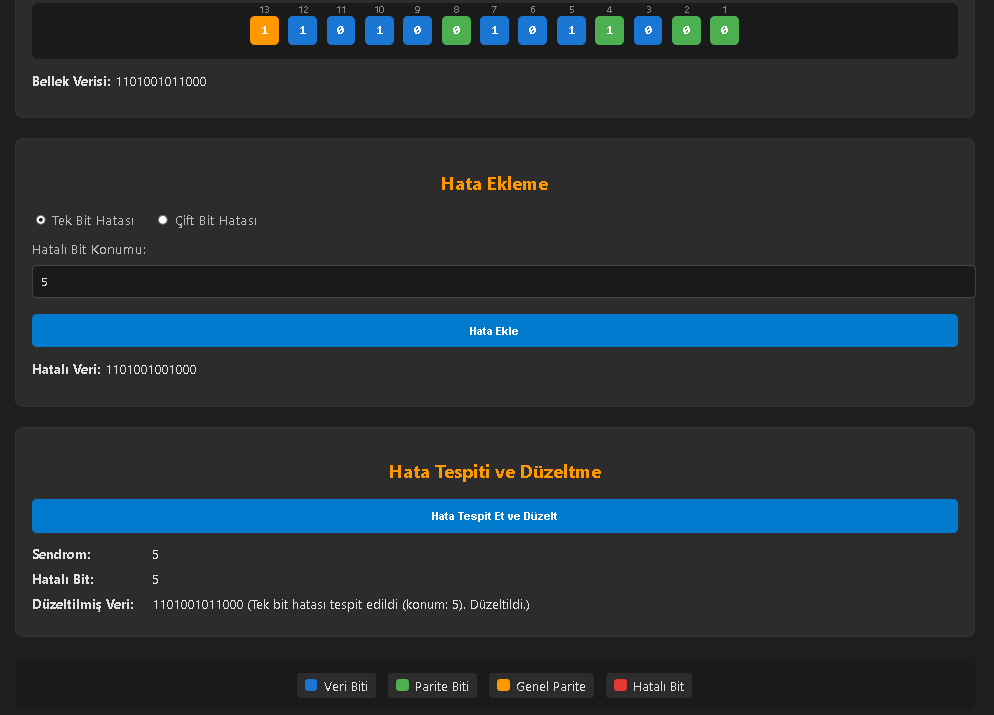 13 12 11 10 9 8 7 6 5 4 3 2 1
1 1 0 1 0 0 1 0 1 1 0 0 0
Bellek Verisi: 1101001011000
Hata Ekleme
Tek Bit Hatası Çift Bit Hatası
Hatalı Bit Konumu:
5
Hata Ekle
Hatalı Veri: 1101001001000
Hata Tespiti ve Düzeltme
Hata Tespit Et ve Düzelt
Sendrom: 5
Hatalı Bit: 5
Düzeltilmiş Veri: 1101001011000 (Tek bit hatası tespit edildi (konum: 5). Düzeltildi.)
Veri Biti Parite Biti Genel Parite Hatalı Bit